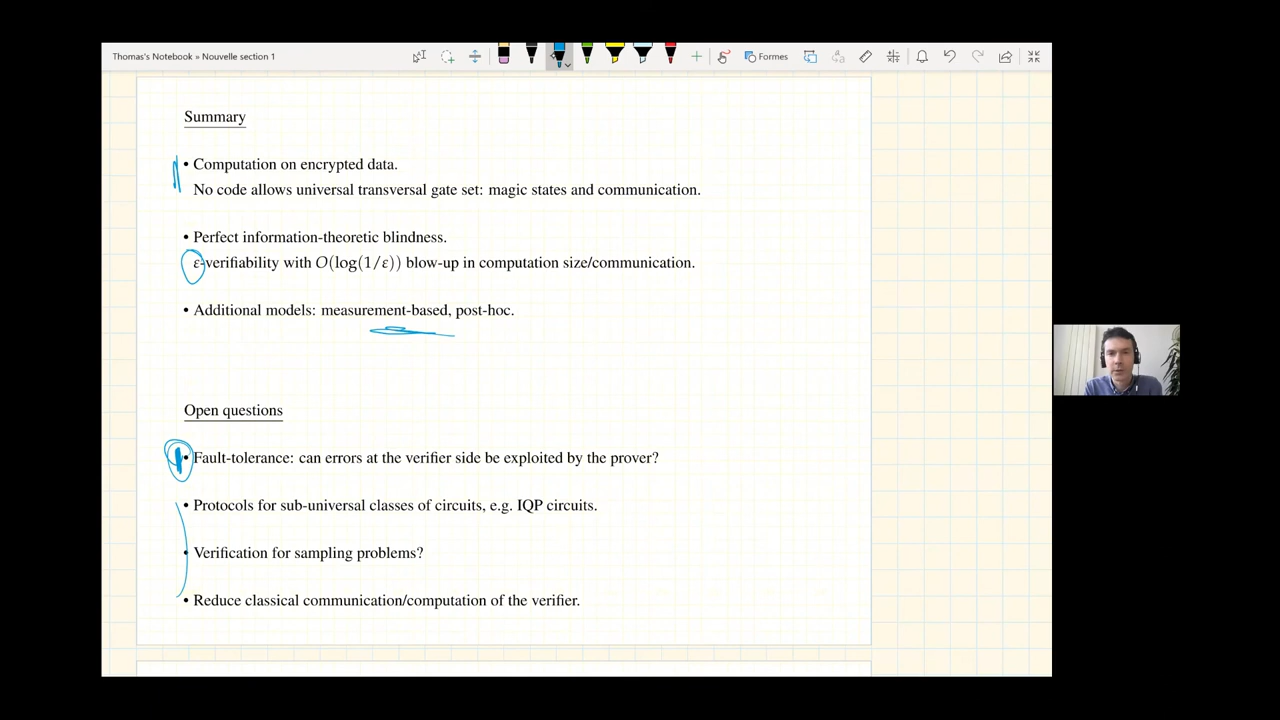 Thomas's Notebook » Nouvelle section 1
Formes
Summary
• Computation on encrypted data.
No code allows universal transversal gate set: magic states and communication.
• Perfect information-theoretic blindness.
ε-verifiability with O(log(1/ε)) blow-up in computation size/communication.
• Additional models: measurement-based, post-hoc.
Open questions
• Fault-tolerance: can errors at the verifier side be exploited by the prover?
• Protocols for sub-universal classes of circuits, e.g. IQP circuits.
• Verification for sampling problems?
• Reduce classical communication/computation of the verifier.